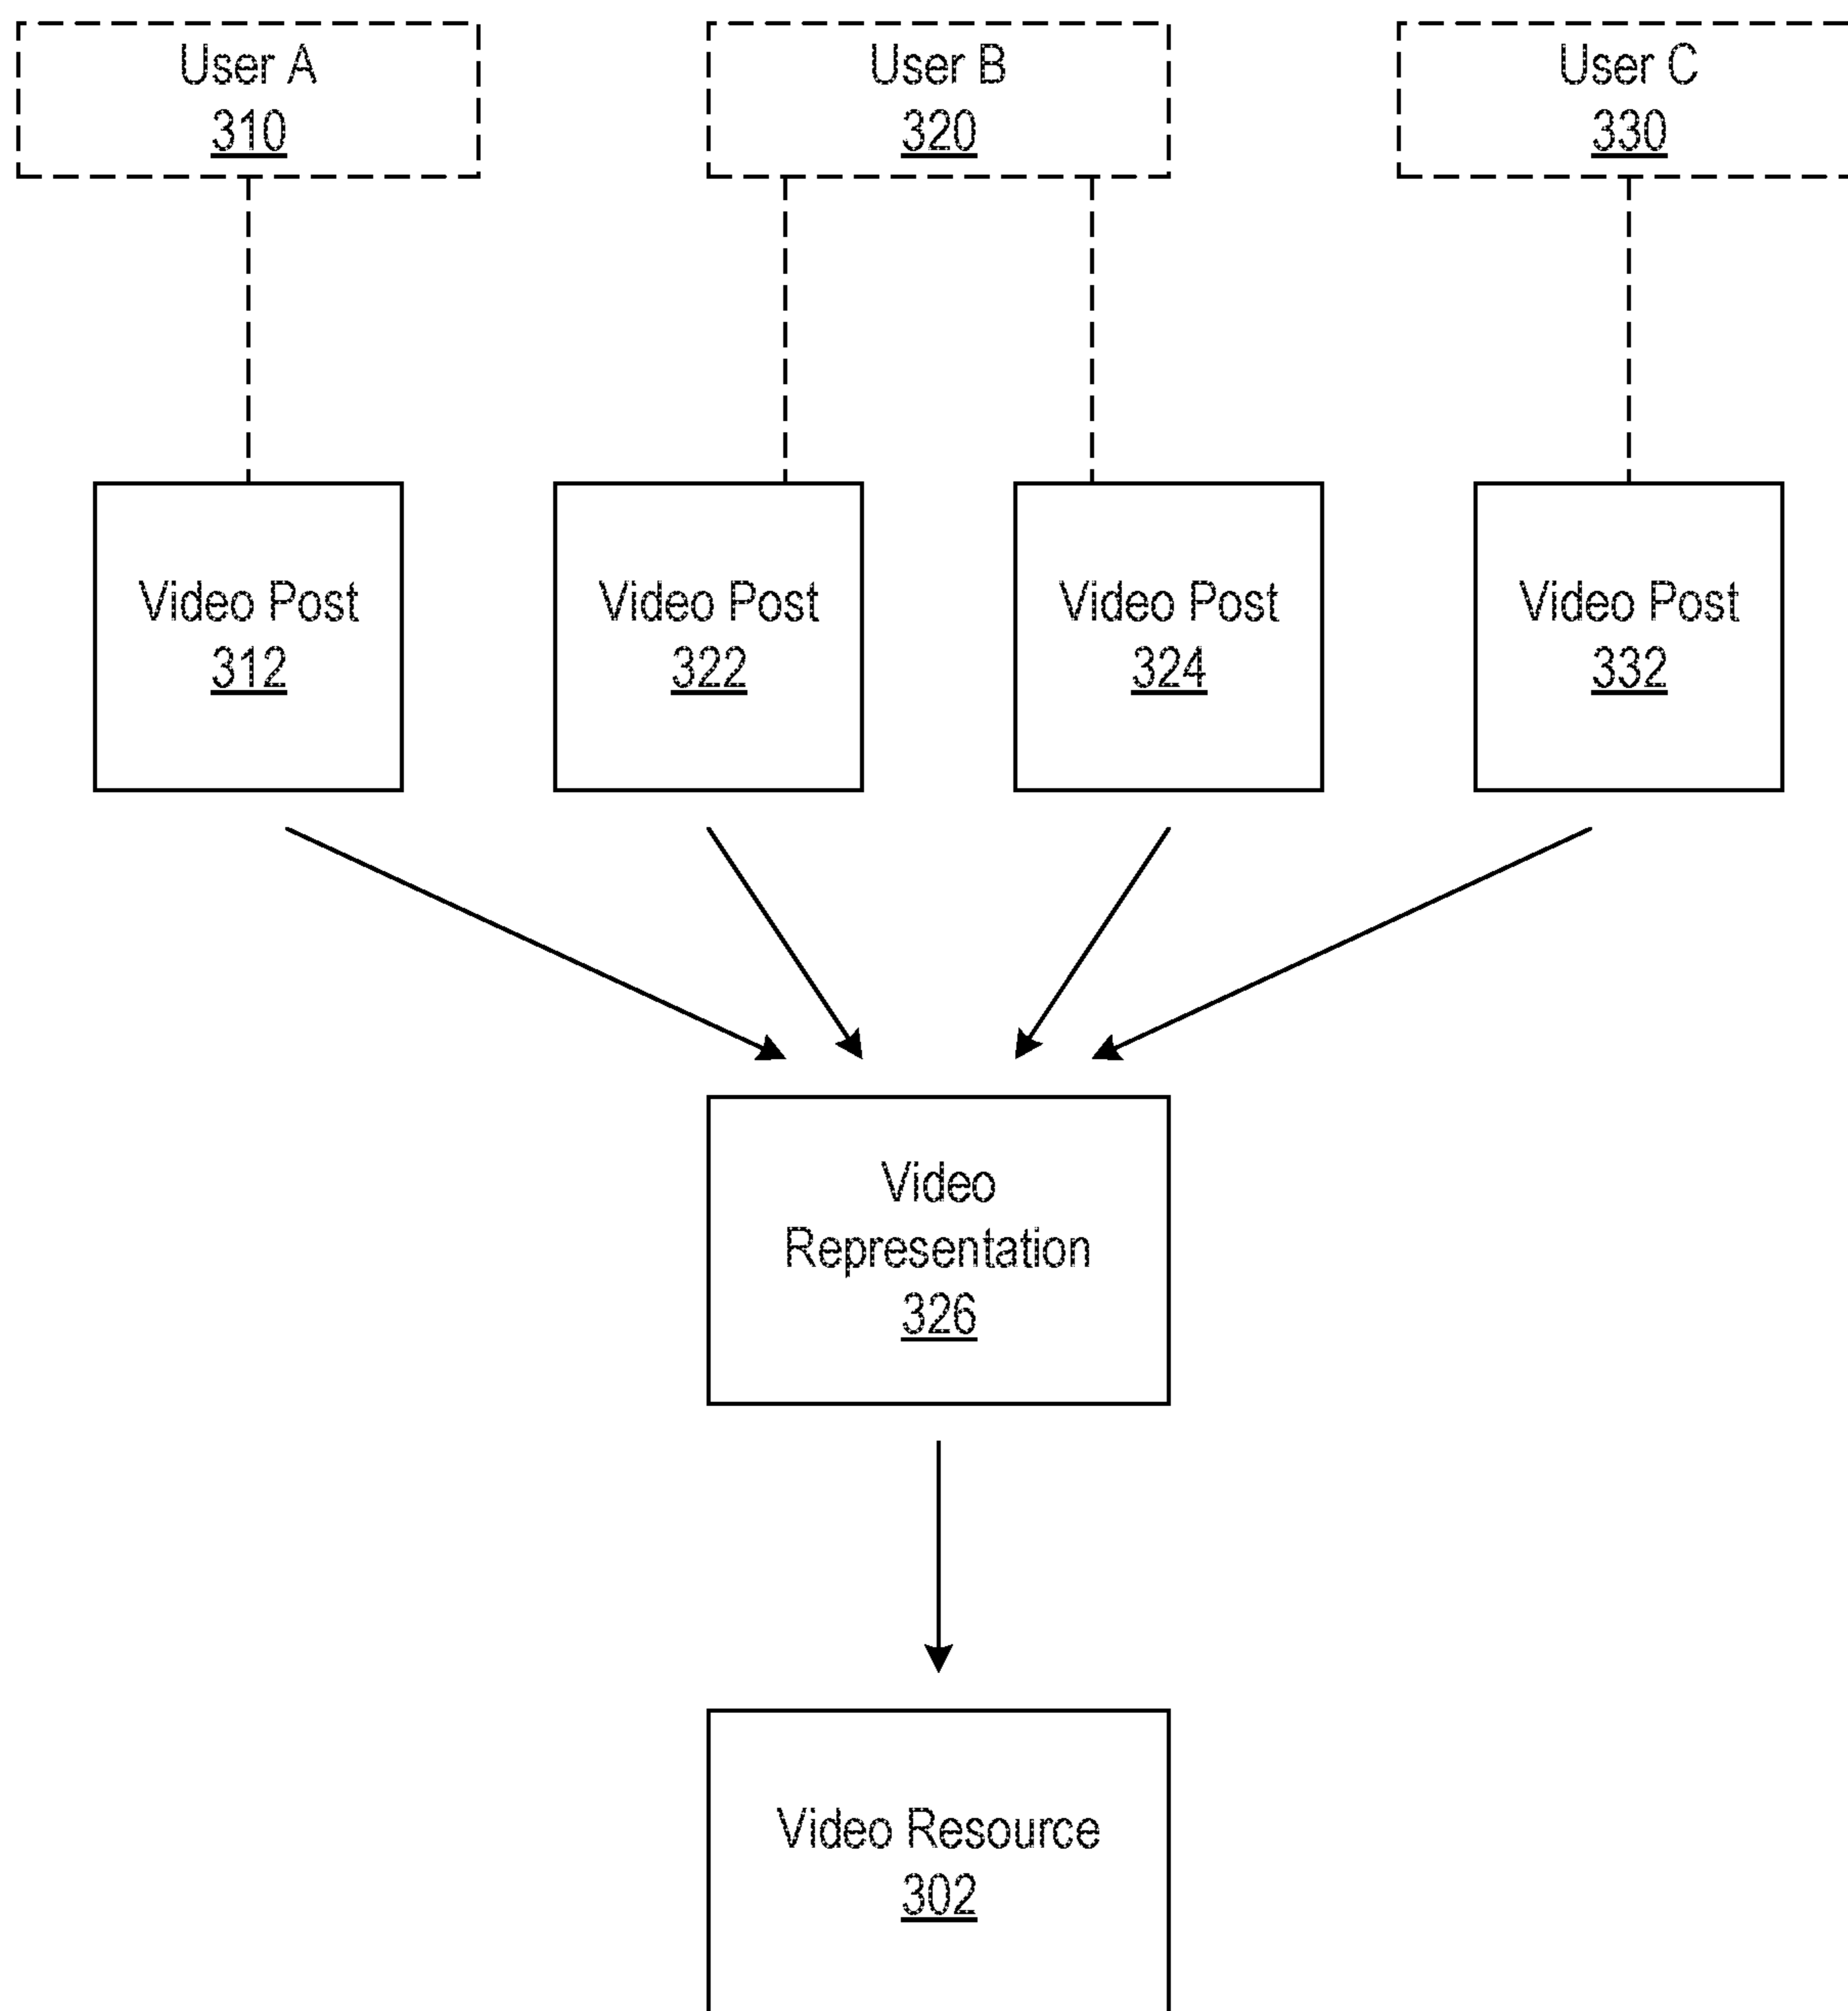 User A
310
User B
320
User C
330
Video Post
312
Video Post
322
Video Post
324
Video Post
332
Video
Representation
326
Video Resource
302